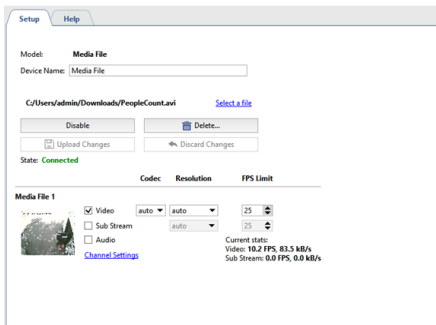 Setup
Help
Model: Media File
Device Name: Media File
C:/Users/admin/Downloads/PeopleCount.avi Select a file
Disable Delete...
Upload Changes Discard Changes
State: Connected
Codec Resolution FPS Limit
Media File 1
Video auto auto 25
Sub Stream auto 25
Audio
Channel Settings
Current stats:
Video: 10.2 FPS, 83.5 kB/s
Sub Stream: 0.0 FPS, 0.0 kB/s